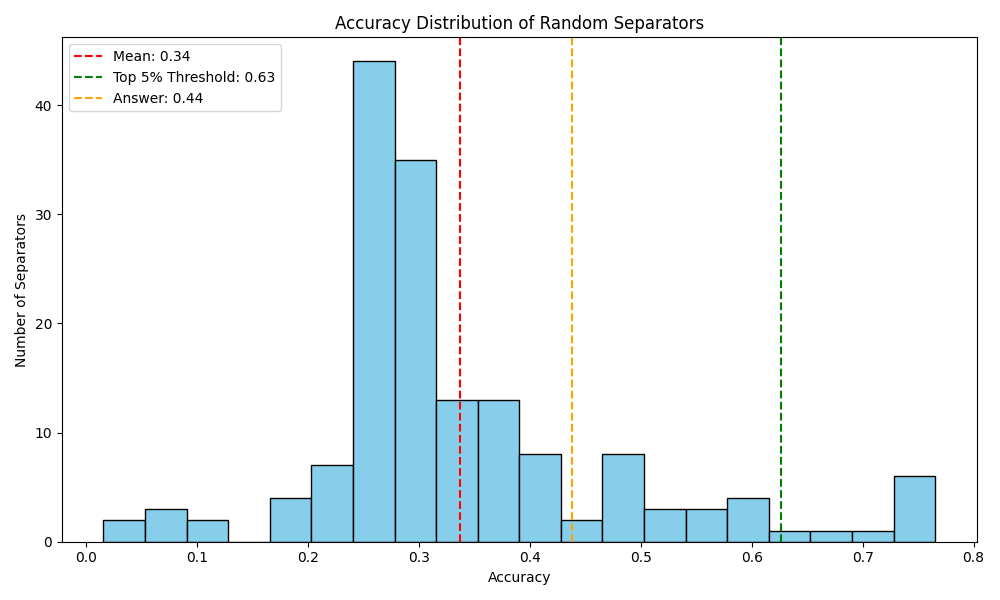 Accuracy Distribution of Random Separators
Mean: 0.34
Top 5% Threshold: 0.63
Answer: 0.44
Number of Separators
40
30
20
10
0
0.0 0.1 0.2 0.3 0.4 0.5 0.6 0.7 0.8
Accuracy